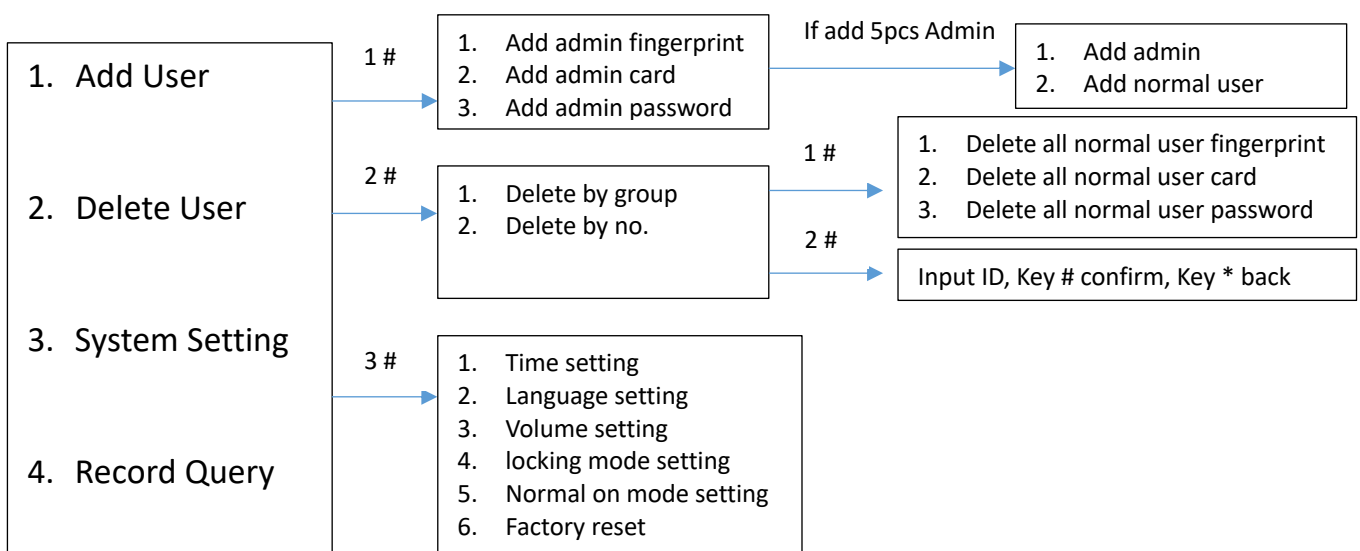 1. Add User
2. Delete User
3. System Setting
4. Record Query
1 #
1. Add admin fingerprint
2. Add admin card
3. Add admin password
If add 5pcs Admin
1. Add admin
2. Add normal user
2 #
1. Delete by group
2. Delete by no.
1 #
1. Delete all normal user fingerprint
2. Delete all normal user card
3. Delete all normal user password
2 #
Input ID, Key # confirm, Key * back
3 #
1. Time setting
2. Language setting
3. Volume setting
4. locking mode setting
5. Normal on mode setting
6. Factory reset